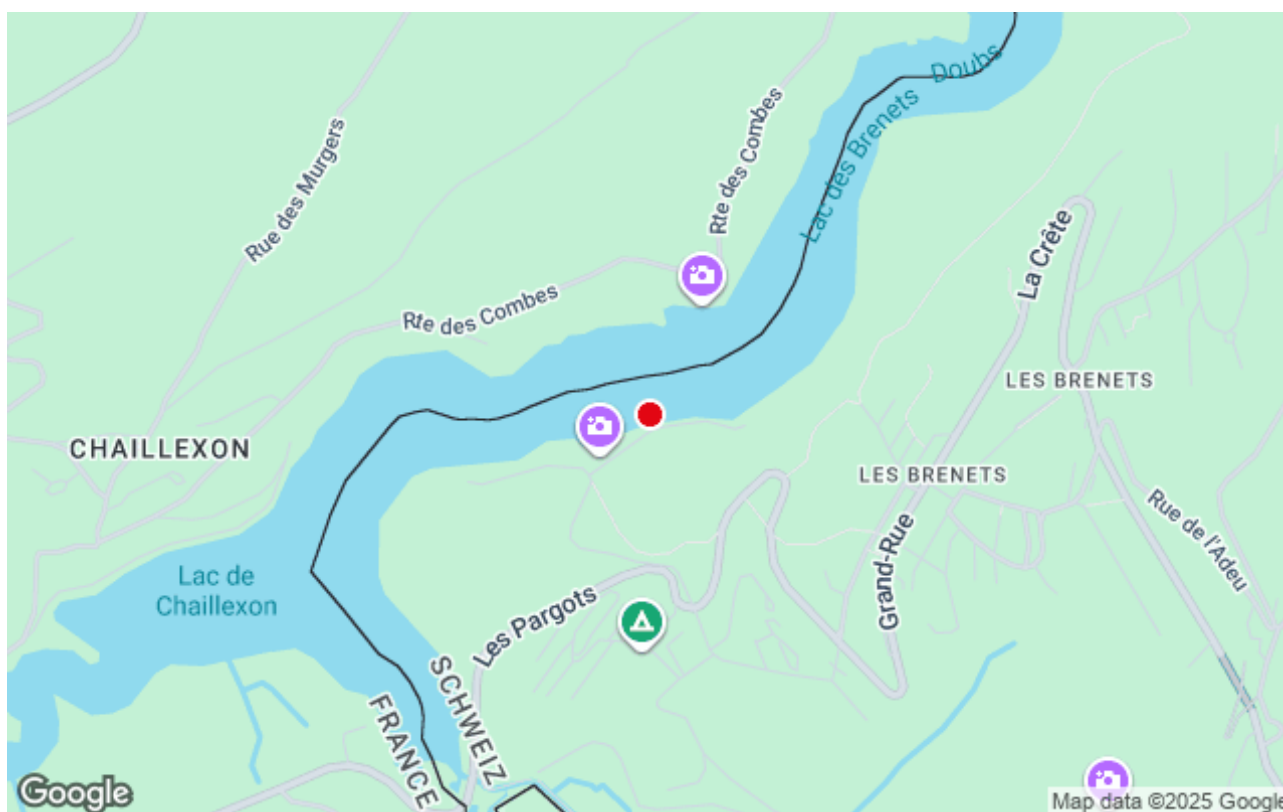 Doubs
Lac des Brenets
Rte des Combes
Rue des Murgers
La Crête
Rte des Combes
LES BRENETS
CHAILLEXON
LES BRENETS
Rue de l'Adeu
Grand-Rue
Lac de
Chaillexon
Les Pargots
SCHWEIZ
FRANCE
Google
Map data ©2025 Google